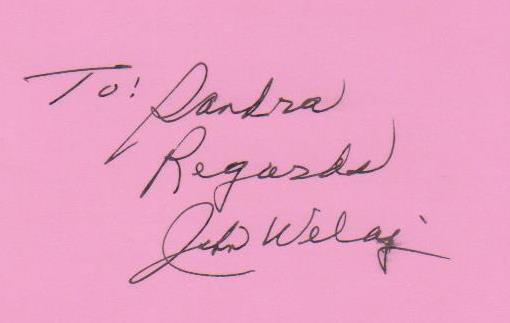 To: Sandra
Regards
John Welaj